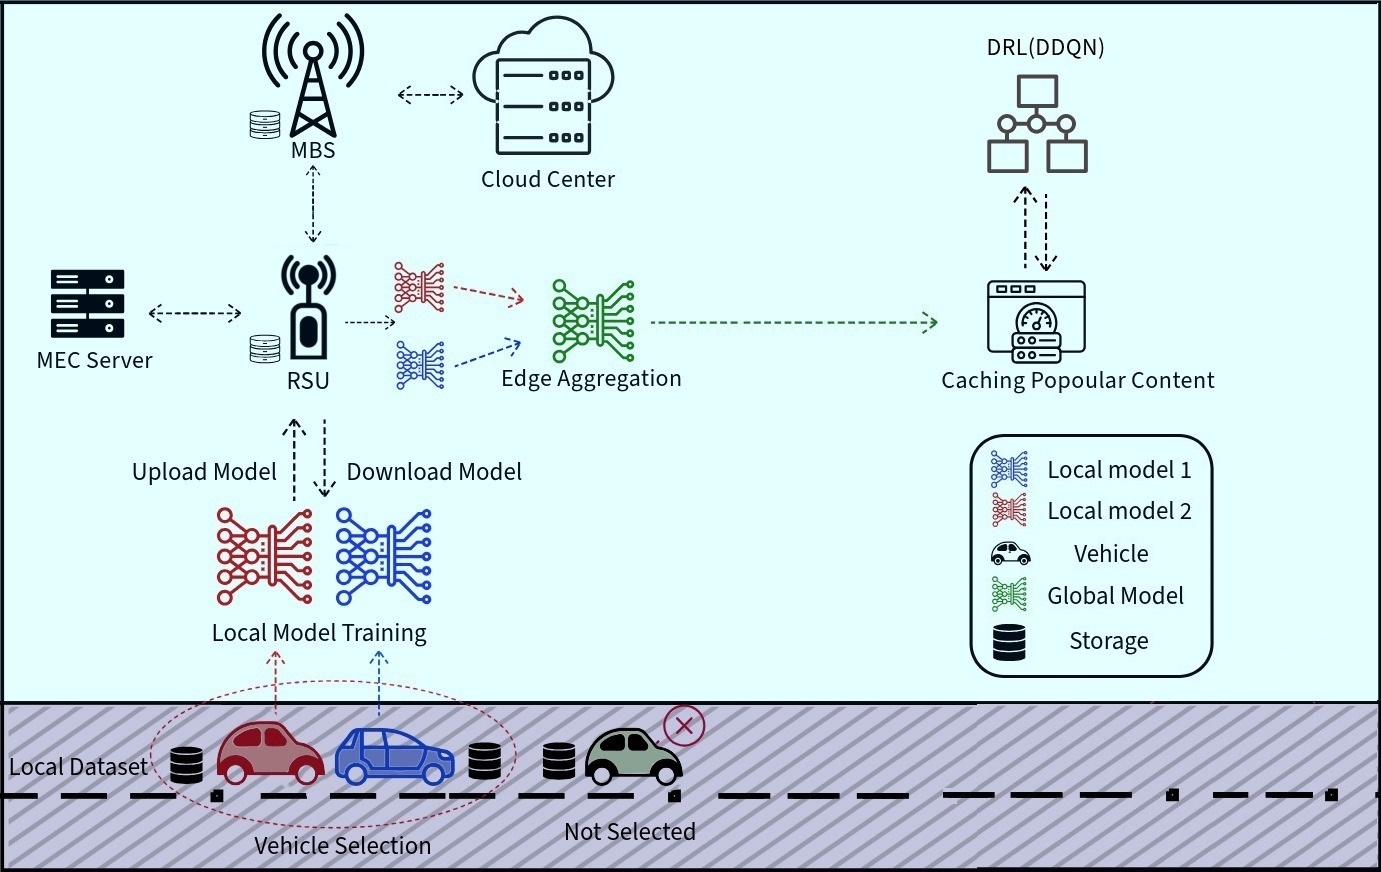 DRL(DDQN)
MBS
Cloud Center
MEC Server
RSU
Edge Aggregation
Caching Popoular Content
Upload Model
Download Model
Local model 1
Local model 2
Vehicle
Global Model
Storage
Local Model Training
Local Dataset
Vehicle Selection
Not Selected